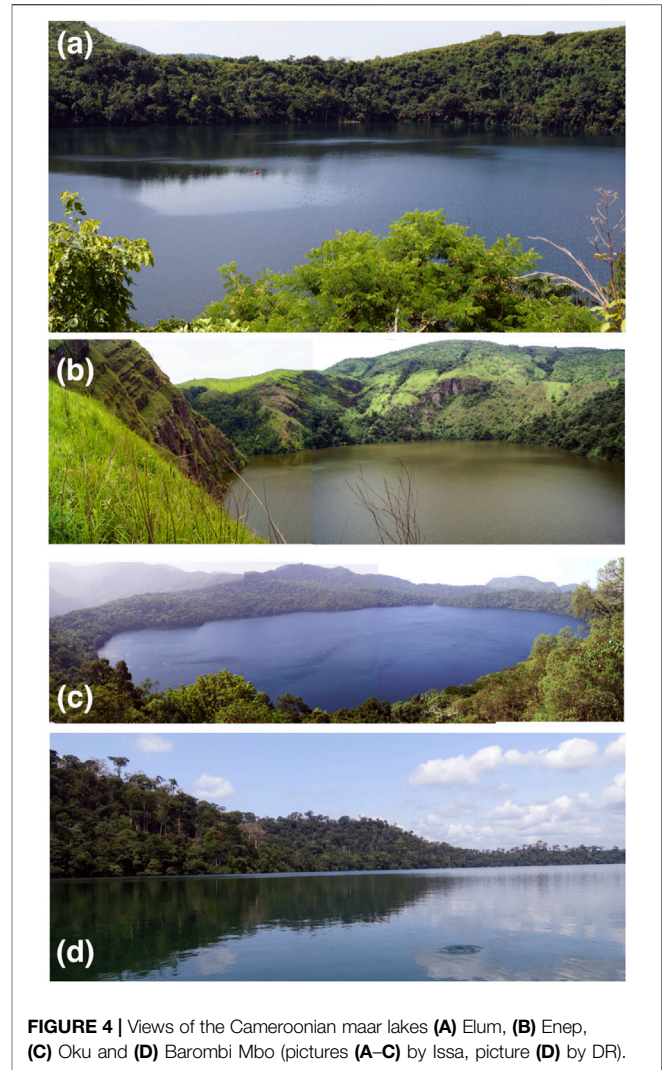 (a)
(b)
(c)
(d)
FIGURE 4 | Views of the Cameroonian maar lakes (A) Elum, (B) Enep,
(C) Oku and (D) Barombi Mbo (pictures (A–C) by Issa, picture (D) by DR).